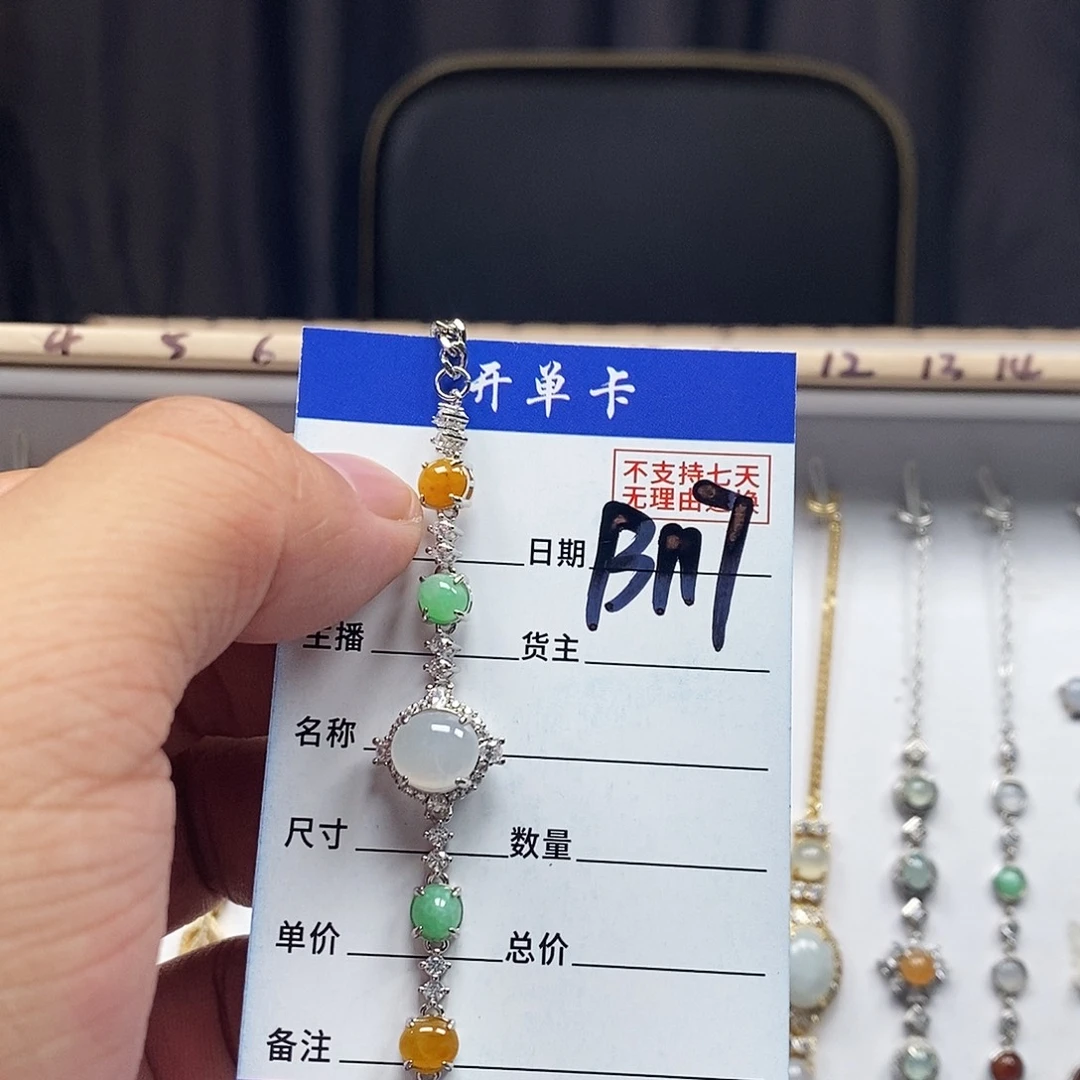 4 5 6 12 13 14
开单卡
不支持七天
无理由退换
日期 BM7
主播 货主
名称
尺寸 数量
单价 总价
备注